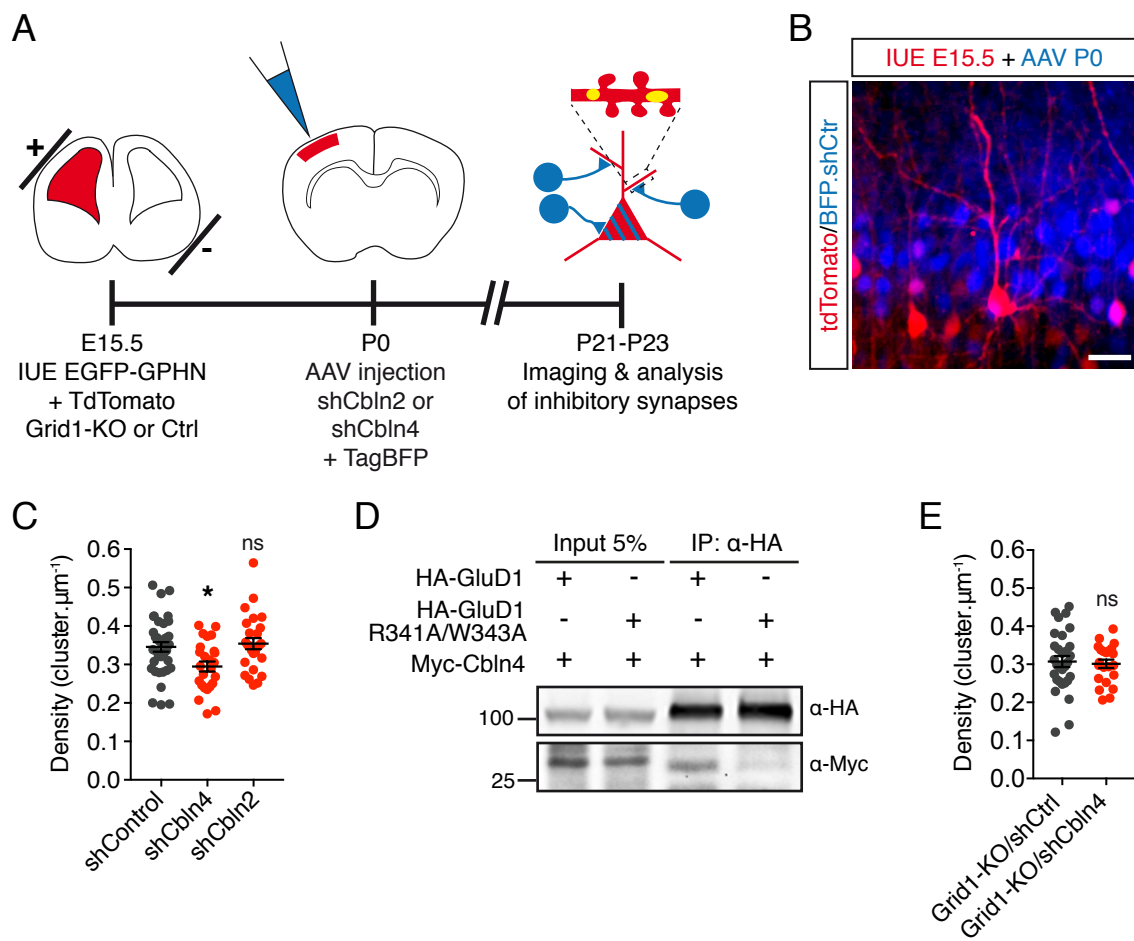 A
+
-
E15.5
IUE EGFP-GPHN
+ TdTomato
Grid1-KO or Ctrl
P0
AAV injection
shCbln2 or
shCbln4
+ TagBFP
P21-P23
Imaging & analysis
of inhibitory synapses
B
IUE E15.5 + AAV P0
tdTomato/BFP.shCtr
C
Density (cluster.µm⁻¹)
0.6
0.5
0.4
0.3
0.2
0.1
0.0
*
ns
shControl
shCbln4
shCbln2
D
Input 5% IP: α-HA
HA-GluD1 + - + -
HA-GluD1
R341A/W343A - + - +
Myc-Cbln4 + + + +
100
α-HA
25
α-Myc
E
Density (cluster.µm⁻¹)
0.6
0.5
0.4
0.3
0.2
0.1
0.0
ns
Grid1-KO/shCtrl
Grid1-KO/shCbln4